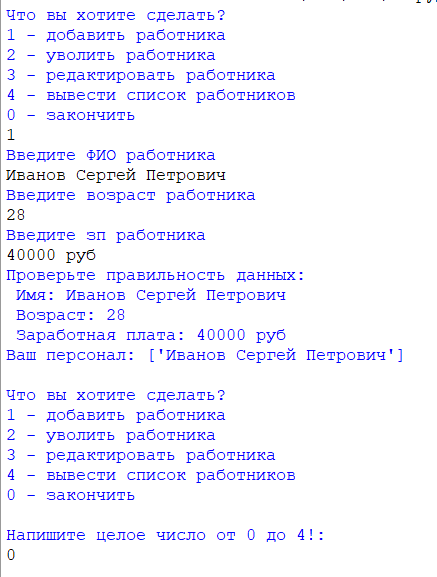 Что вы хотите сделать?
1 - добавить работника
2 - уволить работника
3 - редактировать работника
4 - вывести список работников
0 - закончить
1
Введите ФИО работника
Иванов Сергей Петрович
Введите возраст работника
28
Введите зп работника
40000 руб
Проверьте правильность данных:
Имя: Иванов Сергей Петрович
Возраст: 28
Заработная плата: 40000 руб
Ваш персонал: ['Иванов Сергей Петрович']
Что вы хотите сделать?
1 - добавить работника
2 - уволить работника
3 - редактировать работника
4 - вывести список работников
0 - закончить
Напишите целое число от 0 до 4!:
0